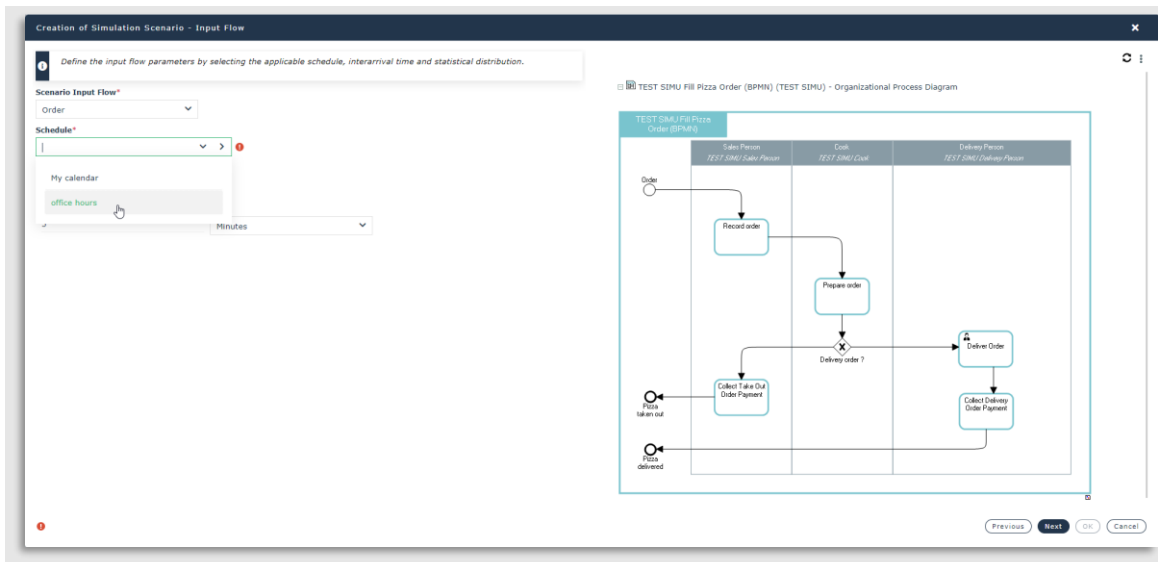 Creation of Simulation Scenario - Input Flow
Define the input flow parameters by selecting the applicable schedule, interarrival time and statistical distribution.
Scenario Input Flow*
Order
Schedule*
My calendar
office hours
Minutes
TEST SIMU Fill Pizza Order (BPMN) (TEST SIMU) - Organizational Process Diagram
TEST SIMU Fill Pizza
Order (BPMN)
Sales Person
TEST SIMU Sales Person
Cook
TEST SIMU Cook
Delivery Person
TEST SIMU Delivery Person
Order
Record order
Prepare order
Delivery order ?
Deliver Order
Collect Take Out
Order Payment
Collect Delivery
Order Payment
Pizza
taken out
Pizza
delivered
Previous
Next
OK
Cancel